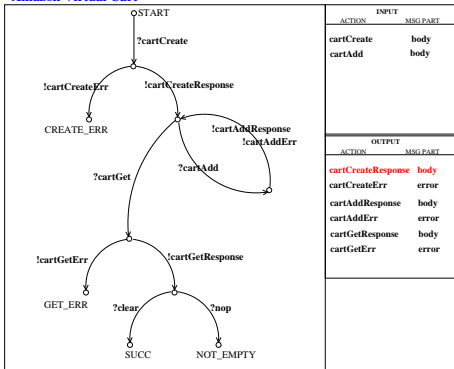 Amazon Virtual Cart
START
?cartCreate
!cartCreateErr
!cartCreateResponse
CREATE_ERR
!cartAddResponse
!cartAddErr
?cartGet
?cartAdd
!cartGetErr
!cartGetResponse
GET_ERR
?clear
?nop
SUCC
NOT_EMPTY
INPUT
ACTION MSG PART
cartCreate body
cartAdd body
OUTPUT
ACTION MSG PART
cartCreateResponse body
cartCreateErr error
cartAddResponse body
cartAddErr error
cartGetResponse body
cartGetErr error